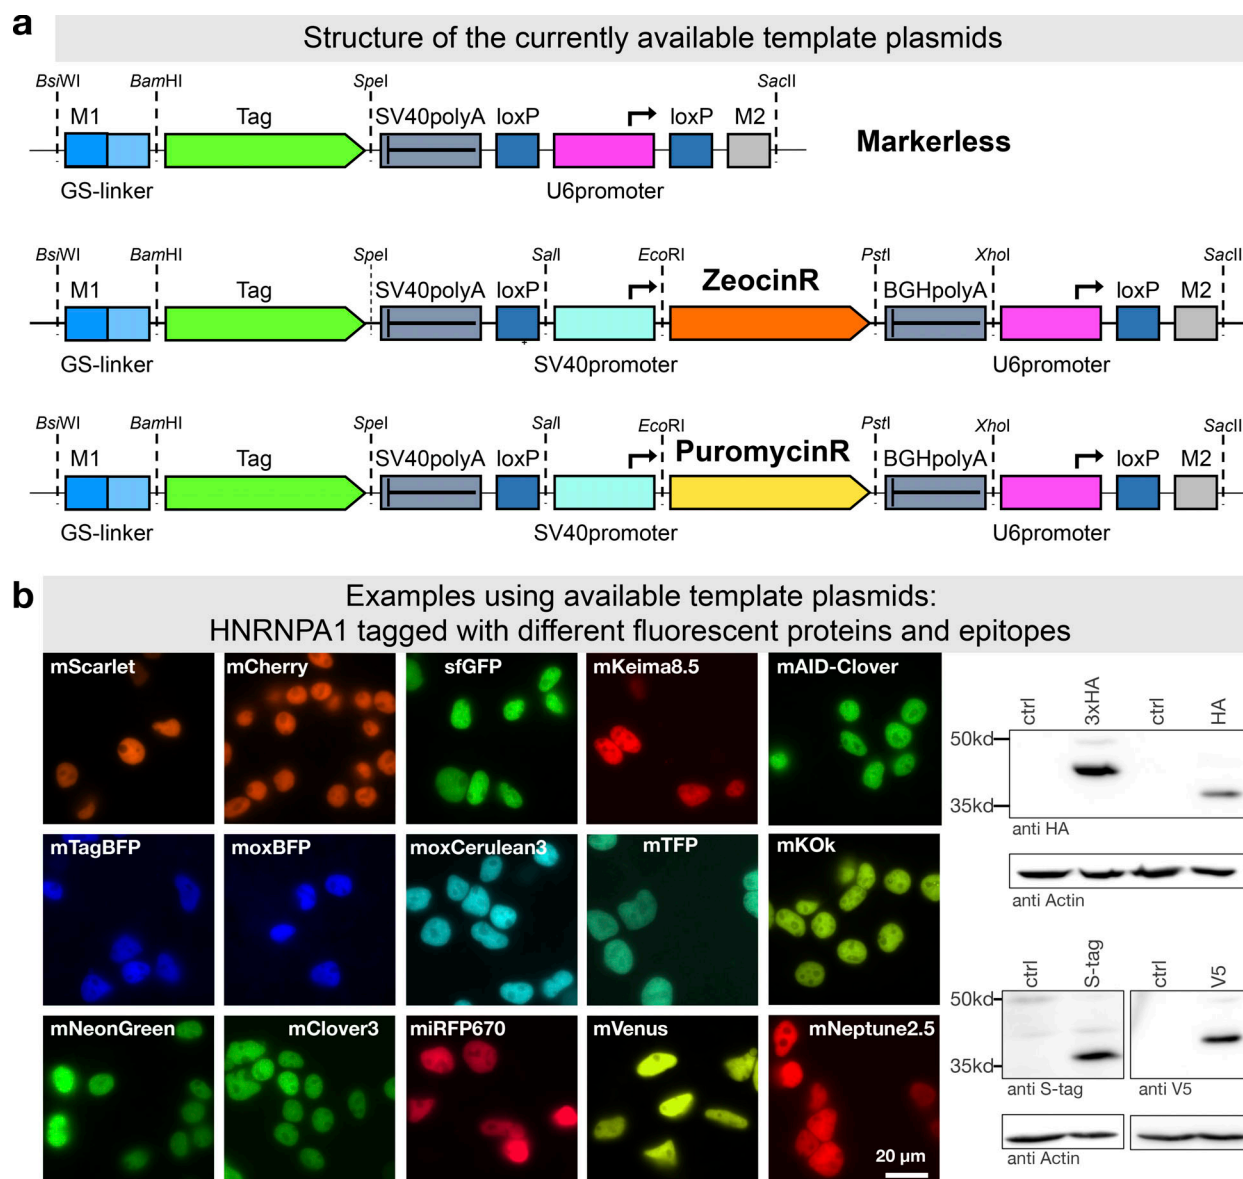 a
Structure of the currently available template plasmids
BsiWI BamHI SpeI SacII
M1 Tag SV40polyA loxP loxP M2
Markerless
GS-linker U6promoter
BsiWI BamHI SpeI SalI EcoRI PstI XhoI SacII
M1 Tag SV40polyA loxP ZeocinR BGHpolyA loxP M2
GS-linker SV40promoter U6promoter
BsiWI BamHI SpeI SalI EcoRI PstI XhoI SacII
M1 Tag SV40polyA loxP PuromycinR BGHpolyA loxP M2
GS-linker SV40promoter U6promoter
b
Examples using available template plasmids:
HNRNPA1 tagged with different fluorescent proteins and epitopes
mScarlet mCherry sfGFP mKeima8.5 mAID-Clover
mTagBFP moxBFP moxCerulean3 mTFP mKOk
mNeonGreen mClover3 miRFP670 mVenus mNeptune2.5
20 µm
ctrl 3xHA ctrl HA
50kd
35kd
anti HA
anti Actin
ctrl S-tag ctrl V5
50kd
35kd
anti S-tag anti V5
anti Actin